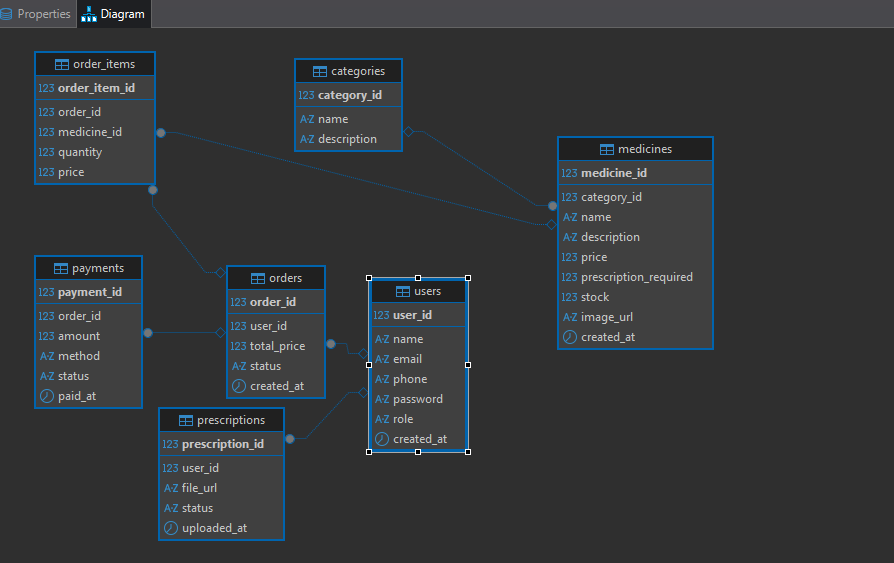 Properties
Diagram
order_items
123 order_item_id
123 order_id
123 medicine_id
123 quantity
123 price
categories
123 category_id
A-Z name
A-Z description
medicines
123 medicine_id
123 category_id
A-Z name
A-Z description
123 price
123 prescription_required
123 stock
A-Z image_url
created_at
payments
123 payment_id
123 order_id
123 amount
A-Z method
A-Z status
paid_at
orders
123 order_id
123 user_id
123 total_price
A-Z status
created_at
users
123 user_id
A-Z name
A-Z email
A-Z phone
A-Z password
A-Z role
created_at
prescriptions
123 prescription_id
123 user_id
A-Z file_url
A-Z status
uploaded_at